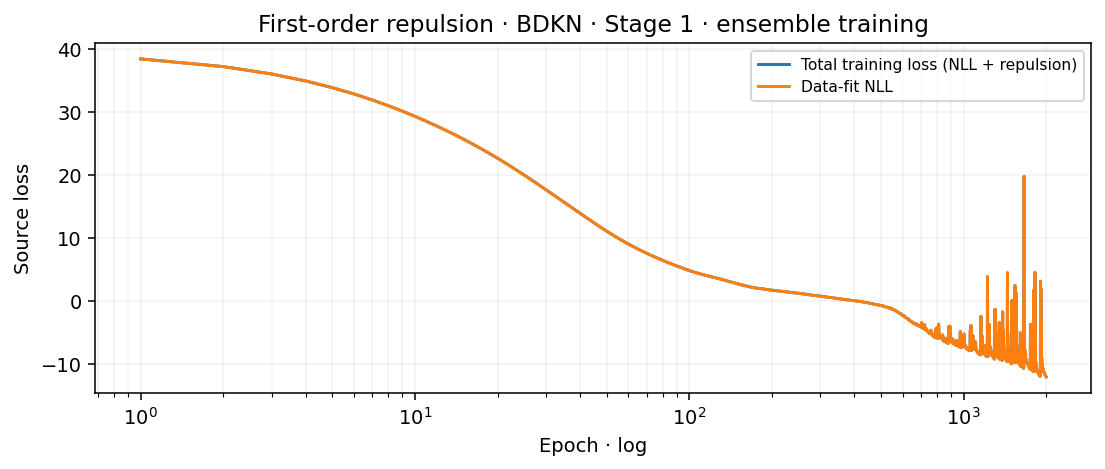 First-order repulsion · BDKN · Stage 1 · ensemble training
Total training loss (NLL + repulsion)
Data-fit NLL
Source loss
40
30
20
10
0
−10
10⁰
10¹
10²
10³
Epoch · log